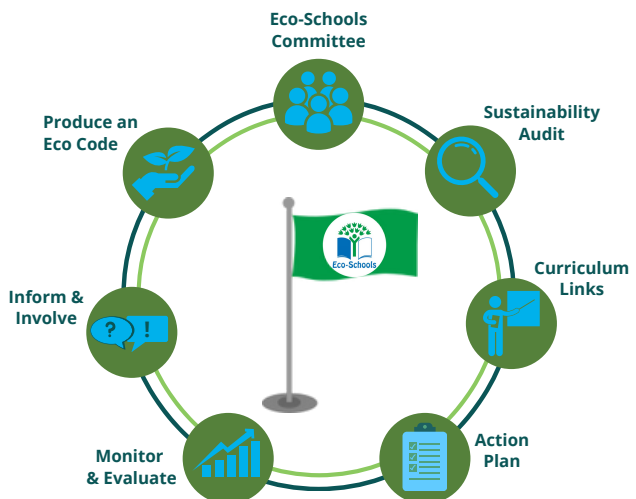 Eco-Schools
Committee
Sustainability
Audit
Curriculum
Links
Action
Plan
Monitor
& Evaluate
Inform &
Involve
? !
Produce an
Eco Code
Eco-Schools